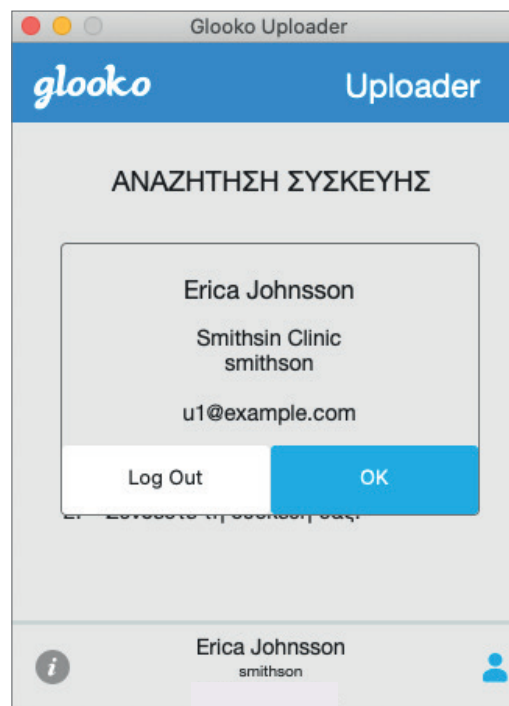 Glooko Uploader
glooko Uploader
ΑΝΑΖΗΤΗΣΗ ΣΥΣΚΕΥΗΣ
Erica Johnsson
Smithsin Clinic
smithson
u1@example.com
Log Out OK
Erica Johnsson
smithson